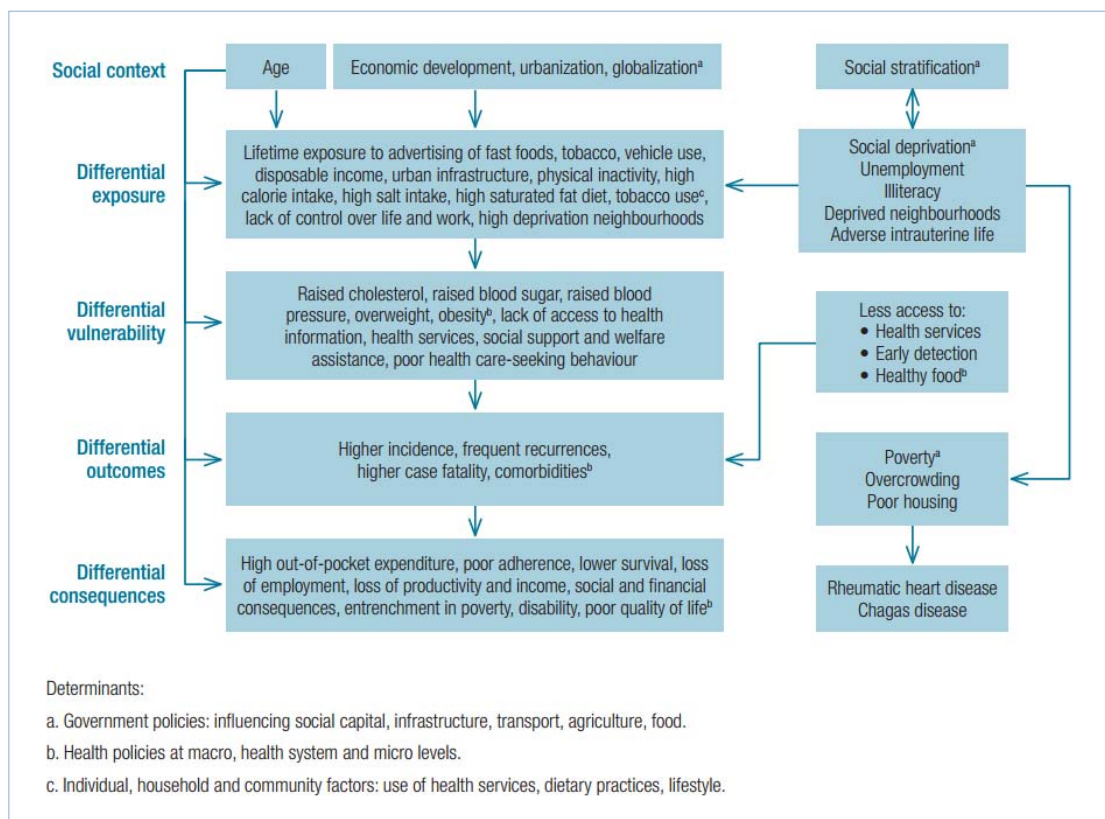 Social context
Age
Economic development, urbanization, globalizationᵃ
Social stratificationᵃ
Differential
exposure
Lifetime exposure to advertising of fast foods, tobacco, vehicle use,
disposable income, urban infrastructure, physical inactivity, high
calorie intake, high salt intake, high saturated fat diet, tobacco useᶜ,
lack of control over life and work, high deprivation neighbourhoods
Social deprivationᵃ
Unemployment
Illiteracy
Deprived neighbourhoods
Adverse intrauterine life
Differential
vulnerability
Raised cholesterol, raised blood sugar, raised blood
pressure, overweight, obesityᵇ, lack of access to health
information, health services, social support and welfare
assistance, poor health care-seeking behaviour
Less access to:
• Health services
• Early detection
• Healthy foodᵇ
Differential
outcomes
Higher incidence, frequent recurrences,
higher case fatality, comorbiditiesᵇ
Povertyᵃ
Overcrowding
Poor housing
Differential
consequences
High out-of-pocket expenditure, poor adherence, lower survival, loss
of employment, loss of productivity and income, social and financial
consequences, entrenchment in poverty, disability, poor quality of lifeᵇ
Rheumatic heart disease
Chagas disease
Determinants:
a. Government policies: influencing social capital, infrastructure, transport, agriculture, food.
b. Health policies at macro, health system and micro levels.
c. Individual, household and community factors: use of health services, dietary practices, lifestyle.